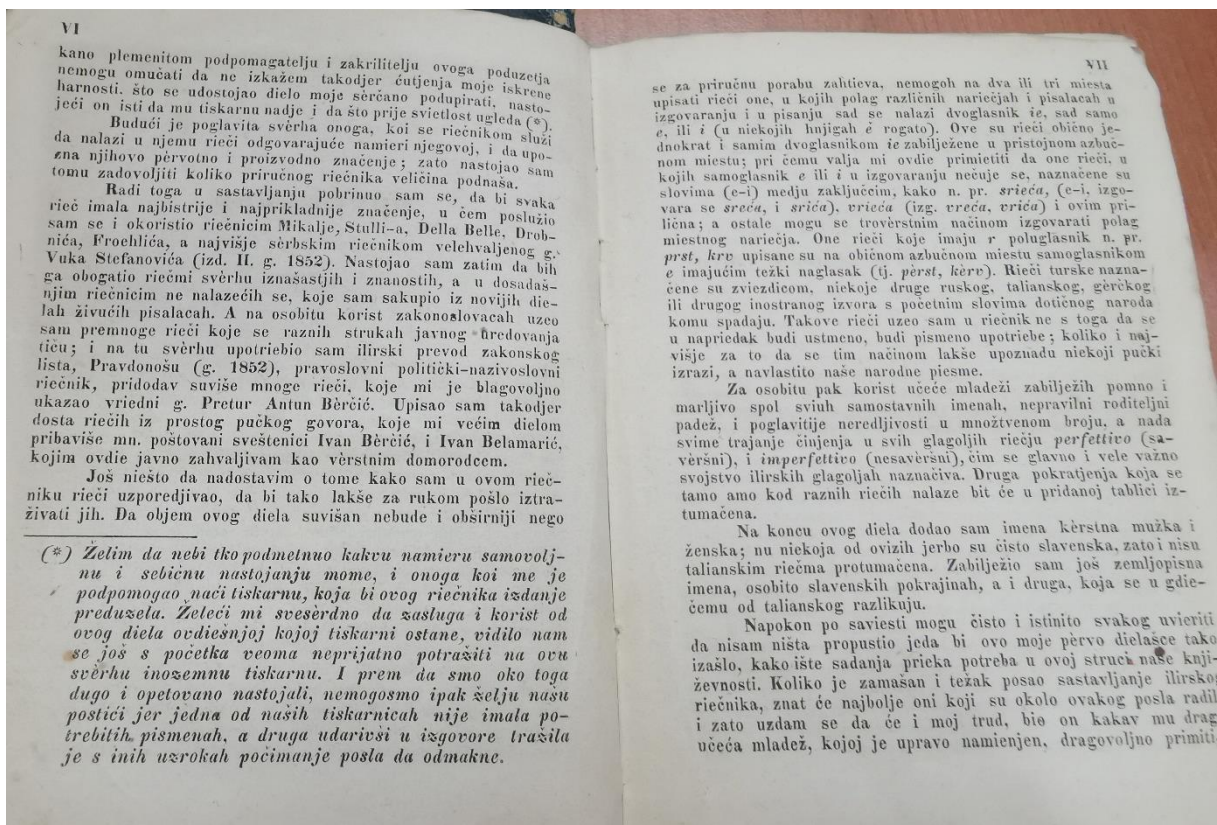 VI
kano plemenitom podpomagatelju i zakrilitelju ovoga poduzetja
nemogu omučati da ne izkažem takodjer ćutjenja moje iskrene
harnosti, što se udostojao dielo moje sèrčano podupirati, nasto-
jeći on isti da mu tiskarnu nadje i da što prije svietlost ugleda (*).
Budući je poglavita svèrha onoga, koi se riečnikom služi
da nalazi u njemu rieči odgovarajuće namieri njegovoj, i da upo-
zna njihovo pèrvotno i proizvodno značenje; zato nastojao sam
tomu zadovoljiti koliko priručnog riečnika veličina podnaša.
Radi toga u sastavljanju pobrinuo sam se, da bi svaka
rieč imala najbistrije i najprikladnije značenje, u čem poslužio
sam se i okoristio riečnicim Mikalje, Stulli-a, Della Belle, Drob-
nića, Froehlića, a najviše sèrbskim riečnikom velehvaljenog g.
Vuka Stefanovića (izd. II. g. 1852). Nastojao sam zatim da bih
ga obogatio riečmi svèrhu iznašastjih i znanostih, a u dosadaš-
njim riečnicim ne nalazećih se, koje sam sakupio iz novijih die-
lah živućih pisalacah. A na osobitu korist zakonoslovacah uzeo
sam premnoge rieči koje se raznih strukah javnog uredovanja
tiču; i na tu svèrhu upotriebio sam ilirski prevod zakonskog
lista, Pravdonošu (g. 1852), pravoslovni politički-nazivoslovni
riečnik, pridodav suviše mnoge rieči, koje mi je blagovoljno
ukazao vriedni g. Pretur Antun Bèrčić. Upisao sam takodjer
dosta riečih iz prostog pučkog govora, koje mi većim dielom
pribaviše mn. poštovani sveštenici Ivan Bèrčić, i Ivan Belamarić,
kojim ovdie javno zahvaljivam kao vèrstnim domorodcem.
Još niešto da nadostavim o tome kako sam u ovom rieč-
niku rieči uzporedjivao, da bi tako lakše za rukom pošlo iztra-
živati jih. Da objem ovog diela suvišan nebude i obširniji nego
(*) Želim da nebi tko podmetnuo kakvu namieru samovolj-
nu i sebičnu nastojanju mome, i onoga koi me je
podpomogao naći tiskarnu, koja bi ovog riečnika izdanje
preduzela. Želeći mi svesèrdno da zasluga i korist od
ovog diela ovdiešnjoj kojoj tiskarni ostane, vidilo nam
se još s početka veoma neprijatno potražiti na ovu
svèrhu inozemnu tiskarnu. I prem da smo oko toga
dugo i opetovano nastojali, nemogosmo ipak želju našu
postići jer jedna od naših tiskarnicah nije imala po-
trebitih pismenah, a druga udarivši u izgovore tražila
je s inih uzrokah počimanje posla da odmakne.
VII
se za priručnu porabu zahtieva, nemogoh na dva ili tri miesta
upisati rieči one, u kojih polag različnih nariečjah i pisalacah u
izgovaranju i u pisanju sad se nalazi dvoglasnik ie, sad samo
e, ili i (u niekojih hnjigah ě rogato). Ove su rieči obično je-
dnokrat i samim dvoglasnikom ie zabilježene u pristojnom azbuč-
nom miestu; pri čemu valja mi ovdie primietiti da one rieči, u
kojih samoglasnik e ili i u izgovaranju nečuje se, naznačene su
slovima (e-i) medju zaključcim, kako n. pr. srieća, (e-i, izgo-
vara se sreća, i srića), vrieća (izg. vreća, vrića) i ovim pri-
lična; a ostale mogu se trovèrstnim načinom izgovarati polag
miestnog nariečja. One rieči koje imaju r poluglasnik n. pr.
prst, krv upisane su na običnom azbučnom miestu samoglasnikom
e imajućim težki naglasak (tj. pèrst, kèrv). Rieči turske nazna-
čene su zviezdicom, niekoje druge ruskog, talianskog, gèrčkog
ili drugog inostranog izvora s početnim slovima dotičnog naroda
komu spadaju. Takove rieči uzeo sam u riečnik ne s toga da se
u napriedak budi ustmeno, budi pismeno upotriebe; koliko i naj-
višje za to da se tim načinom lakše upoznadu niekoji pučki
izrazi, a navlastito naše narodne piesme.
Za osobitu pak korist učeće mladeži zabilježih pomno i
marljivo spol sviuh samostavnih imenah, nepravilni roditeljni
padež, i poglavitije neredljivosti u množtvenom broju, a nada
svime trajanje činjenja u svih glagoljih riečju perfettivo (sa-
vèršni), i imperfettivo (nesavèršni), čim se glavno i vele važno
svojstvo ilirskih glagoljah naznačiva. Druga pokratjenja koja se
tamo amo kod raznih riečih nalaze bit će u pridanoj tablici iz-
tumačena.
Na koncu ovog diela dodao sam imena kèrstna mužka i
ženska; nu niekoja od ovizih jerbo su čisto slavenska, zato i nisu
talianskim riečma protumačena. Zabilježio sam još zemljopisna
imena, osobito slavenskih pokrajinah, a i druga, koja se u gdie-
čemu od talianskog razlikuju.
Napokon po saviesti mogu čisto i istinito svakog uvieriti
da nisam ništa propustio jeda bi ovo moje pèrvo dielašce tako
izašlo, kako ište sadanja prieka potreba u ovoj struci naše knji-
ževnosti. Koliko je zamašan i težak posao sastavljanje ilirskog
riečnika, znat će najbolje oni koji su okolo ovakog posla radil
i zato uzdam se da će i moj trud, bio on kakav mu drag
učeća mladež, kojoj je upravo namienjen, dragovoljno primiti.